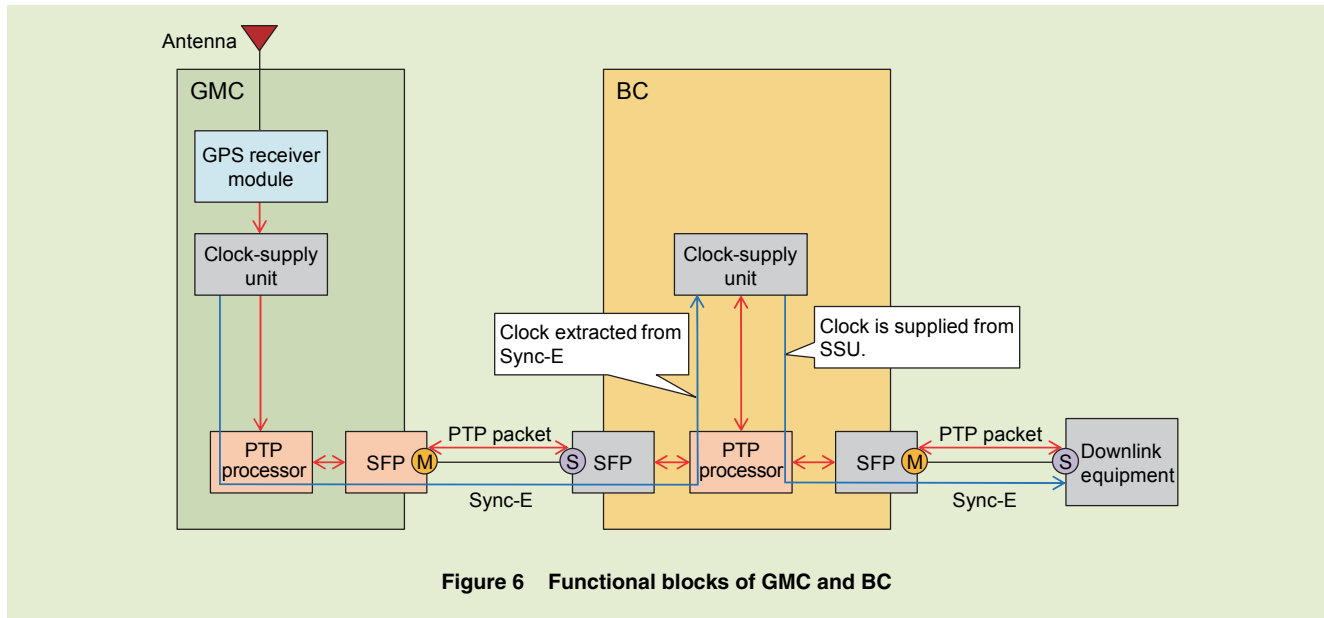 Antenna
GMC
BC
GPS receiver
module
Clock-supply
unit
Clock-supply
unit
Clock extracted from
Sync-E
Clock is supplied from
SSU.
PTP
processor
SFP
M
PTP packet
S
SFP
PTP
processor
SFP
M
PTP packet
S
Downlink
equipment
Sync-E
Sync-E
Figure 6 Functional blocks of GMC and BC